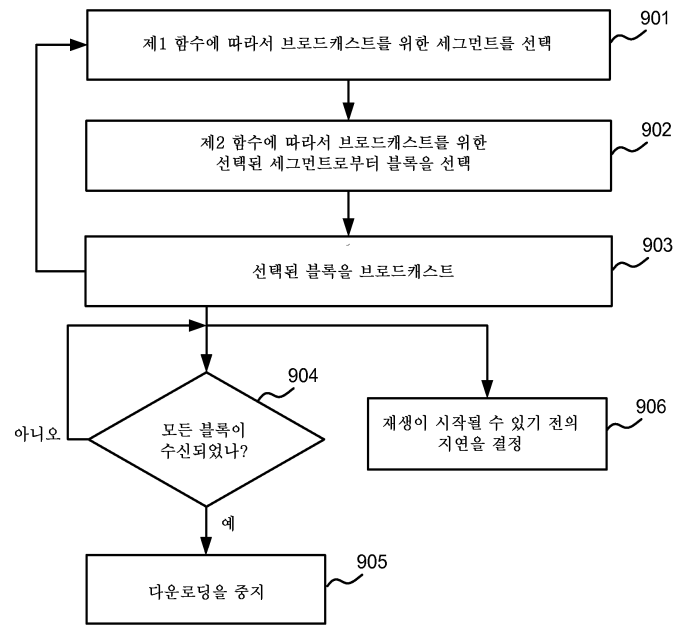 제1 함수에 따라서 브로드캐스트를 위한 세그먼트를 선택
901
제2 함수에 따라서 브로드캐스트를 위한
선택된 세그먼트로부터 블록을 선택
902
선택된 블록을 브로드캐스트
903
904
모든 블록이
수신되었나?
아니오
예
재생이 시작될 수 있기 전의
지연을 결정
906
다운로딩을 중지
905